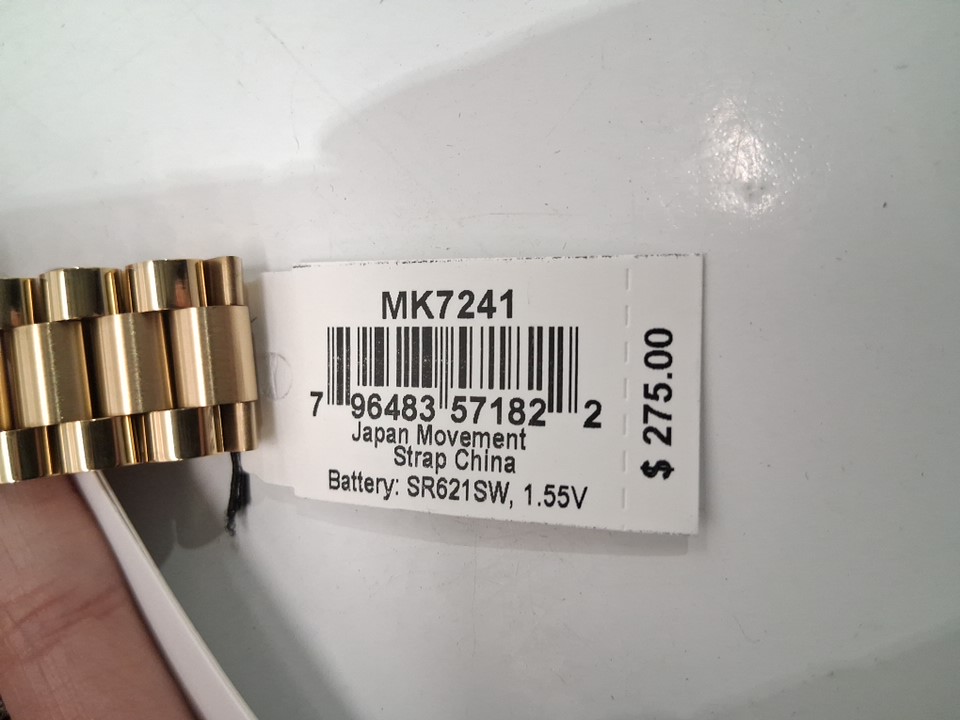 MK7241
7 96483 57182 2
Japan Movement
Strap China
Battery: SR621SW, 1.55V
$ 275.00